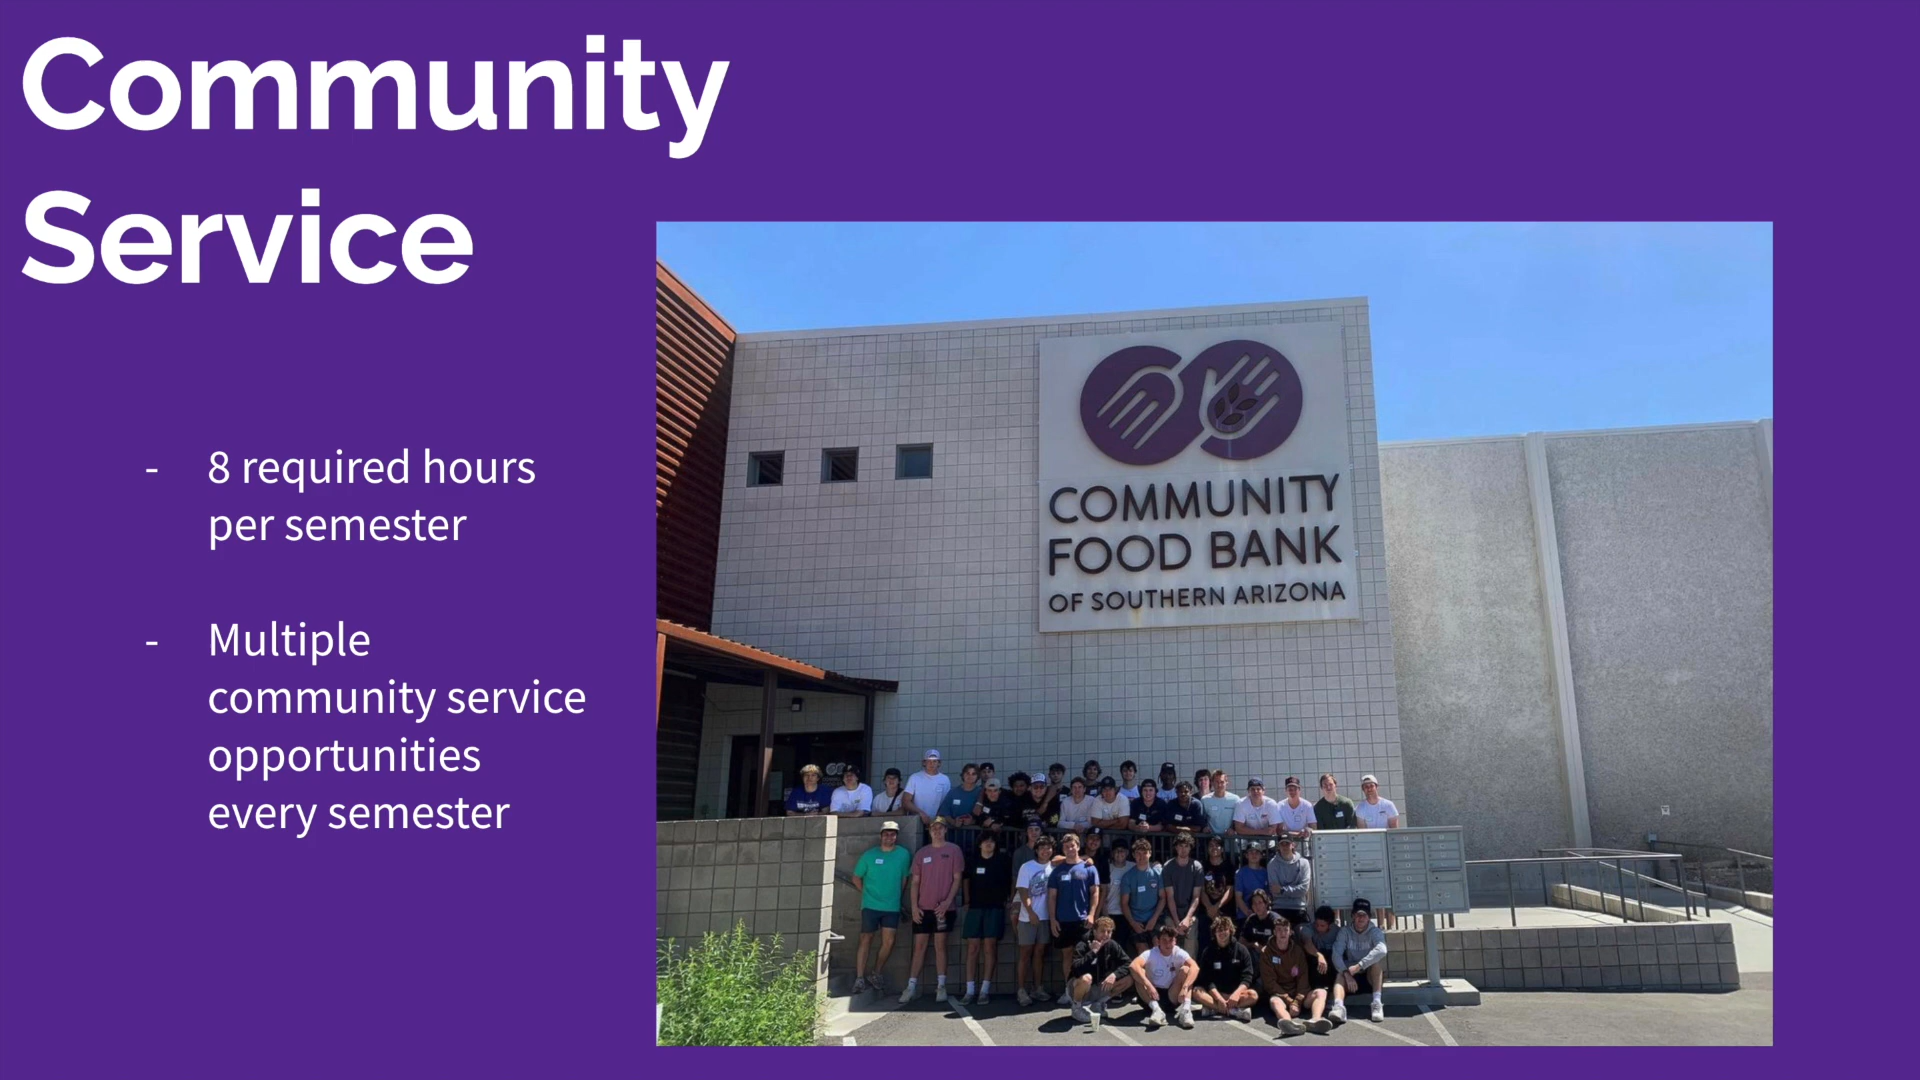 Community
Service
- 8 required hours
per semester
- Multiple
community service
opportunities
every semester
COMMUNITY
FOOD BANK
OF SOUTHERN ARIZONA